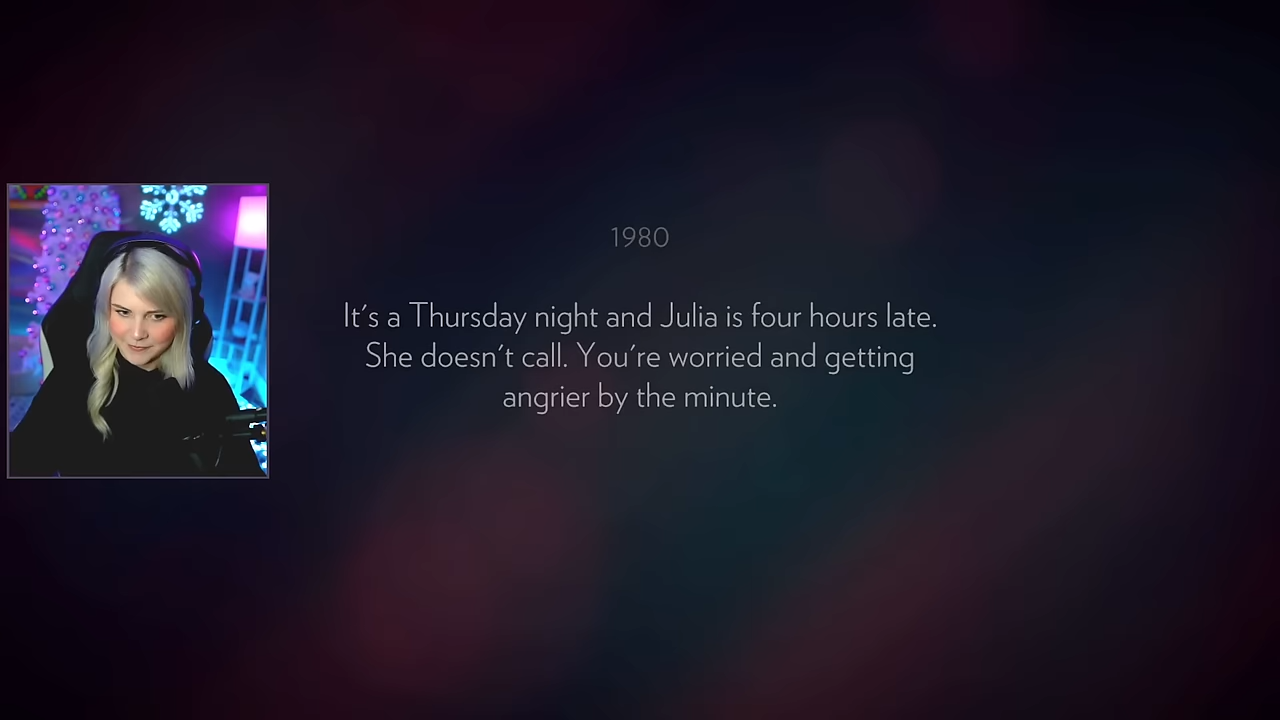 1980
It's a Thursday night and Julia is four hours late.
She doesn't call. You're worried and getting
angrier by the minute.